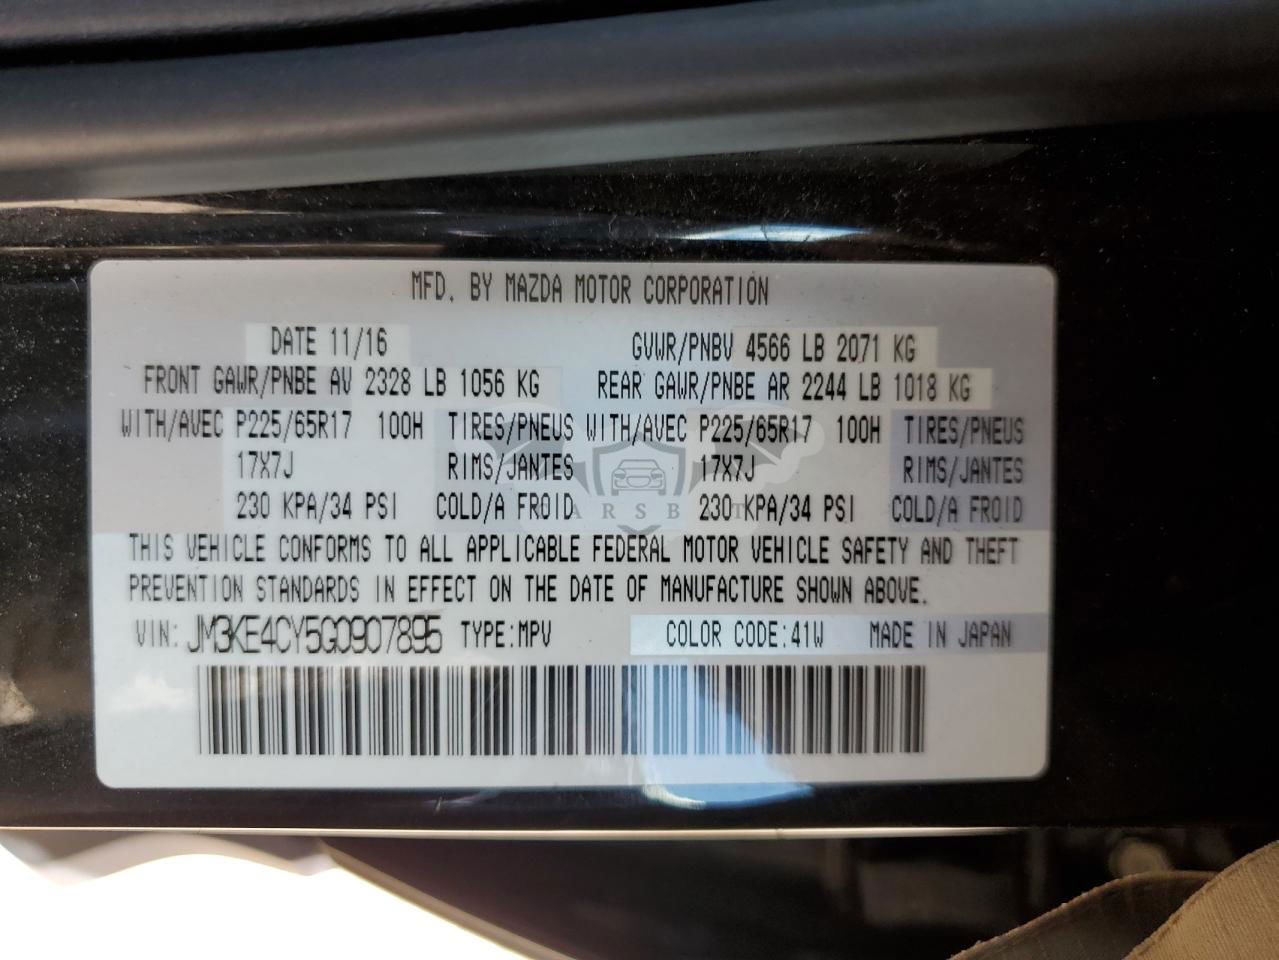 MFD. BY MAZDA MOTOR CORPORATION
DATE 11/16 GVWR/PNBV 4566 LB 2071 KG
FRONT GAWR/PNBE AV 2328 LB 1056 KG REAR GAWR/PNBE AR 2244 LB 1018 KG
WITH/AVEC P225/65R17 100H TIRES/PNEUS WITH/AVEC P225/65R17 100H TIRES/PNEUS
17X7J RIMS/JANTES 17X7J RIMS/JANTES
230 KPA/34 PSI COLD/A FROID 230 KPA/34 PSI COLD/A FROID
THIS VEHICLE CONFORMS TO ALL APPLICABLE FEDERAL MOTOR VEHICLE SAFETY AND THEFT
PREVENTION STANDARDS IN EFFECT ON THE DATE OF MANUFACTURE SHOWN ABOVE.
VIN: JM3KE4CY5G0907895 TYPE:MPV COLOR CODE:41W MADE IN JAPAN